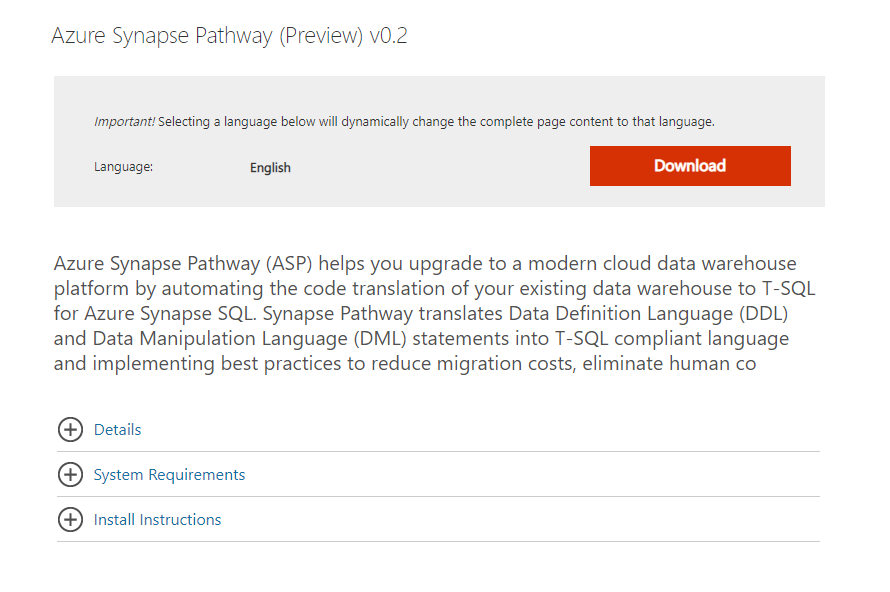 Azure Synapse Pathway (Preview) v0.2
Important! Selecting a language below will dynamically change the complete page content to that language.
Language: English Download
Azure Synapse Pathway (ASP) helps you upgrade to a modern cloud data warehouse
platform by automating the code translation of your existing data warehouse to T-SQL
for Azure Synapse SQL. Synapse Pathway translates Data Definition Language (DDL)
and Data Manipulation Language (DML) statements into T-SQL compliant language
and implementing best practices to reduce migration costs, eliminate human co
Details
System Requirements
Install Instructions